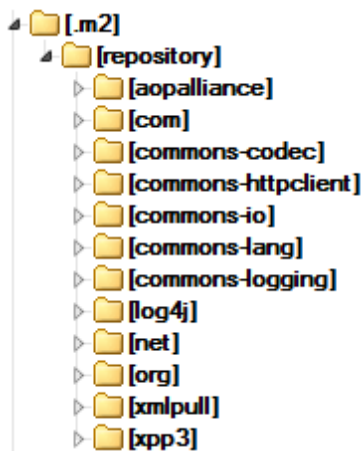 [.m2]
[repository]
[aopalliance]
[com]
[commons-codec]
[commons-httpclient]
[commons-io]
[commons-lang]
[commons-logging]
[log4j]
[net]
[org]
[xmlpull]
[xpp3]